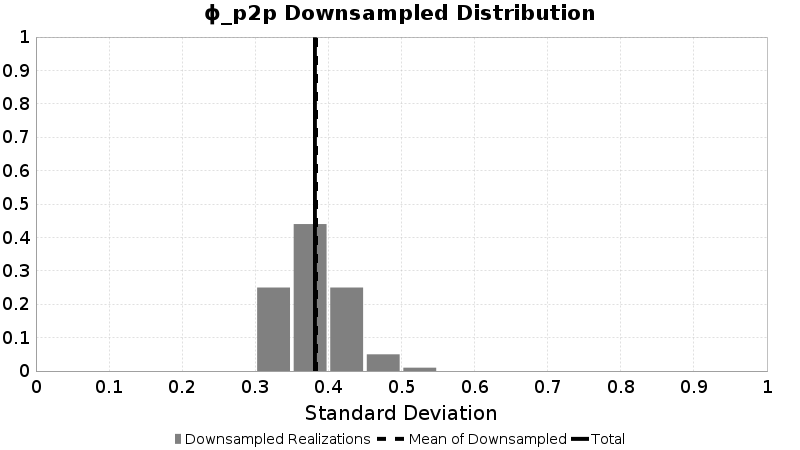 ϕ_p2p Downsampled Distribution
1
0.9
0.8
0.7
0.6
0.5
0.4
0.3
0.2
0.1
0
0 0.1 0.2 0.3 0.4 0.5 0.6 0.7 0.8 0.9 1
Standard Deviation
Downsampled Realizations Mean of Downsampled Total